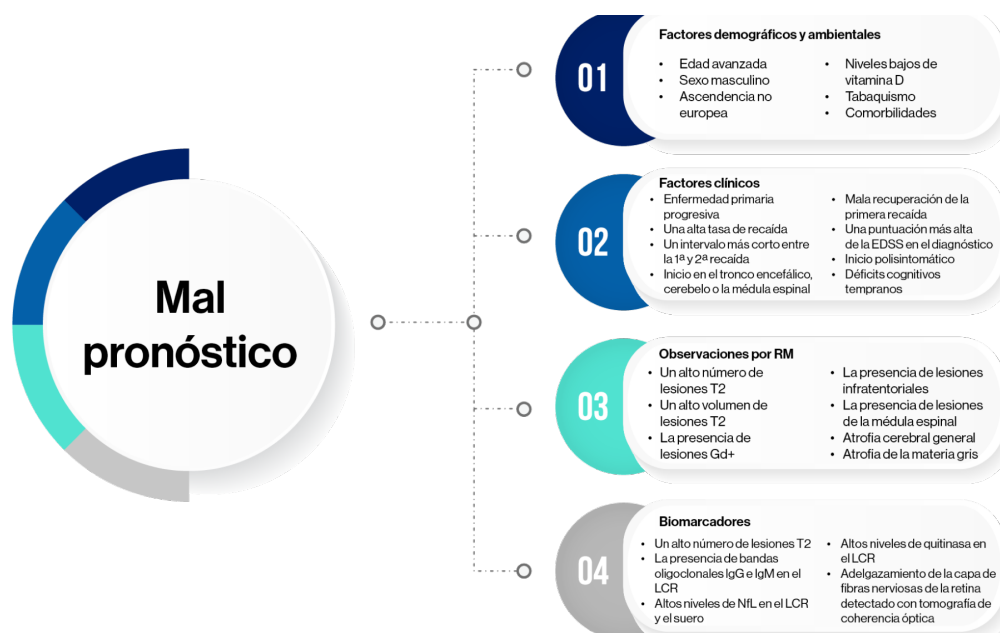 Mal
pronóstico
01
Factores demográficos y ambientales
• Edad avanzada
• Sexo masculino
• Ascendencia no
europea
• Niveles bajos de
vitamina D
• Tabaquismo
• Comorbilidades
02
Factores clínicos
• Enfermedad primaria
progresiva
• Una alta tasa de recaída
• Un intervalo más corto entre
la 1ª y 2ª recaída
• Inicio en el tronco encefálico,
cerebelo o la médula espinal
• Mala recuperación de la
primera recaída
• Una puntuación más alta
de la EDSS en el diagnóstico
• Inicio polisintomático
• Déficits cognitivos
tempranos
03
Observaciones por RM
• Un alto número de
lesiones T2
• Un alto volumen de
lesiones T2
• La presencia de
lesiones Gd+
• La presencia de lesiones
infratentoriales
• La presencia de lesiones
de la médula espinal
• Atrofia cerebral general
• Atrofia de la materia gris
04
Biomarcadores
• Un alto número de lesiones T2
• La presencia de bandas
oligoclonales IgG e IgM en el
LCR
• Altos niveles de NfL en el LCR
y el suero
• Altos niveles de quitinasa en
el LCR
• Adelgazamiento de la capa de
fibras nerviosas de la retina
detectado con tomografía de
coherencia óptica